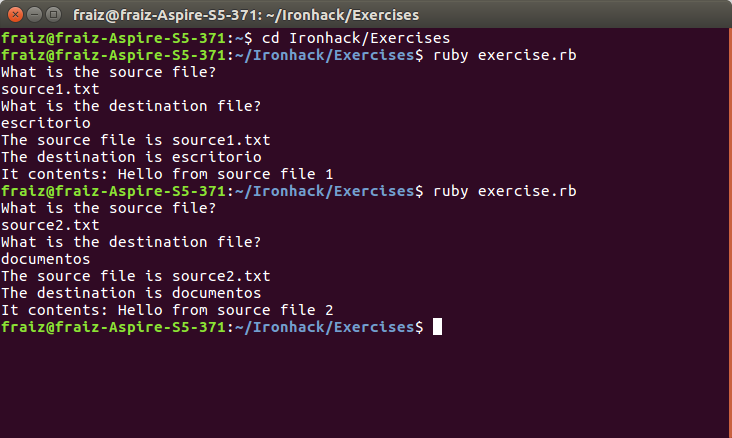 fraiz@fraiz-Aspire-S5-371: ~/Ironhack/Exercises
fraiz@fraiz-Aspire-S5-371:~$ cd Ironhack/Exercises
fraiz@fraiz-Aspire-S5-371:~/Ironhack/Exercises$ ruby exercise.rb
What is the source file?
source1.txt
What is the destination file?
escritorio
The source file is source1.txt
The destination is escritorio
It contents: Hello from source file 1
fraiz@fraiz-Aspire-S5-371:~/Ironhack/Exercises$ ruby exercise.rb
What is the source file?
source2.txt
What is the destination file?
documentos
The source file is source2.txt
The destination is documentos
It contents: Hello from source file 2
fraiz@fraiz-Aspire-S5-371:~/Ironhack/Exercises$